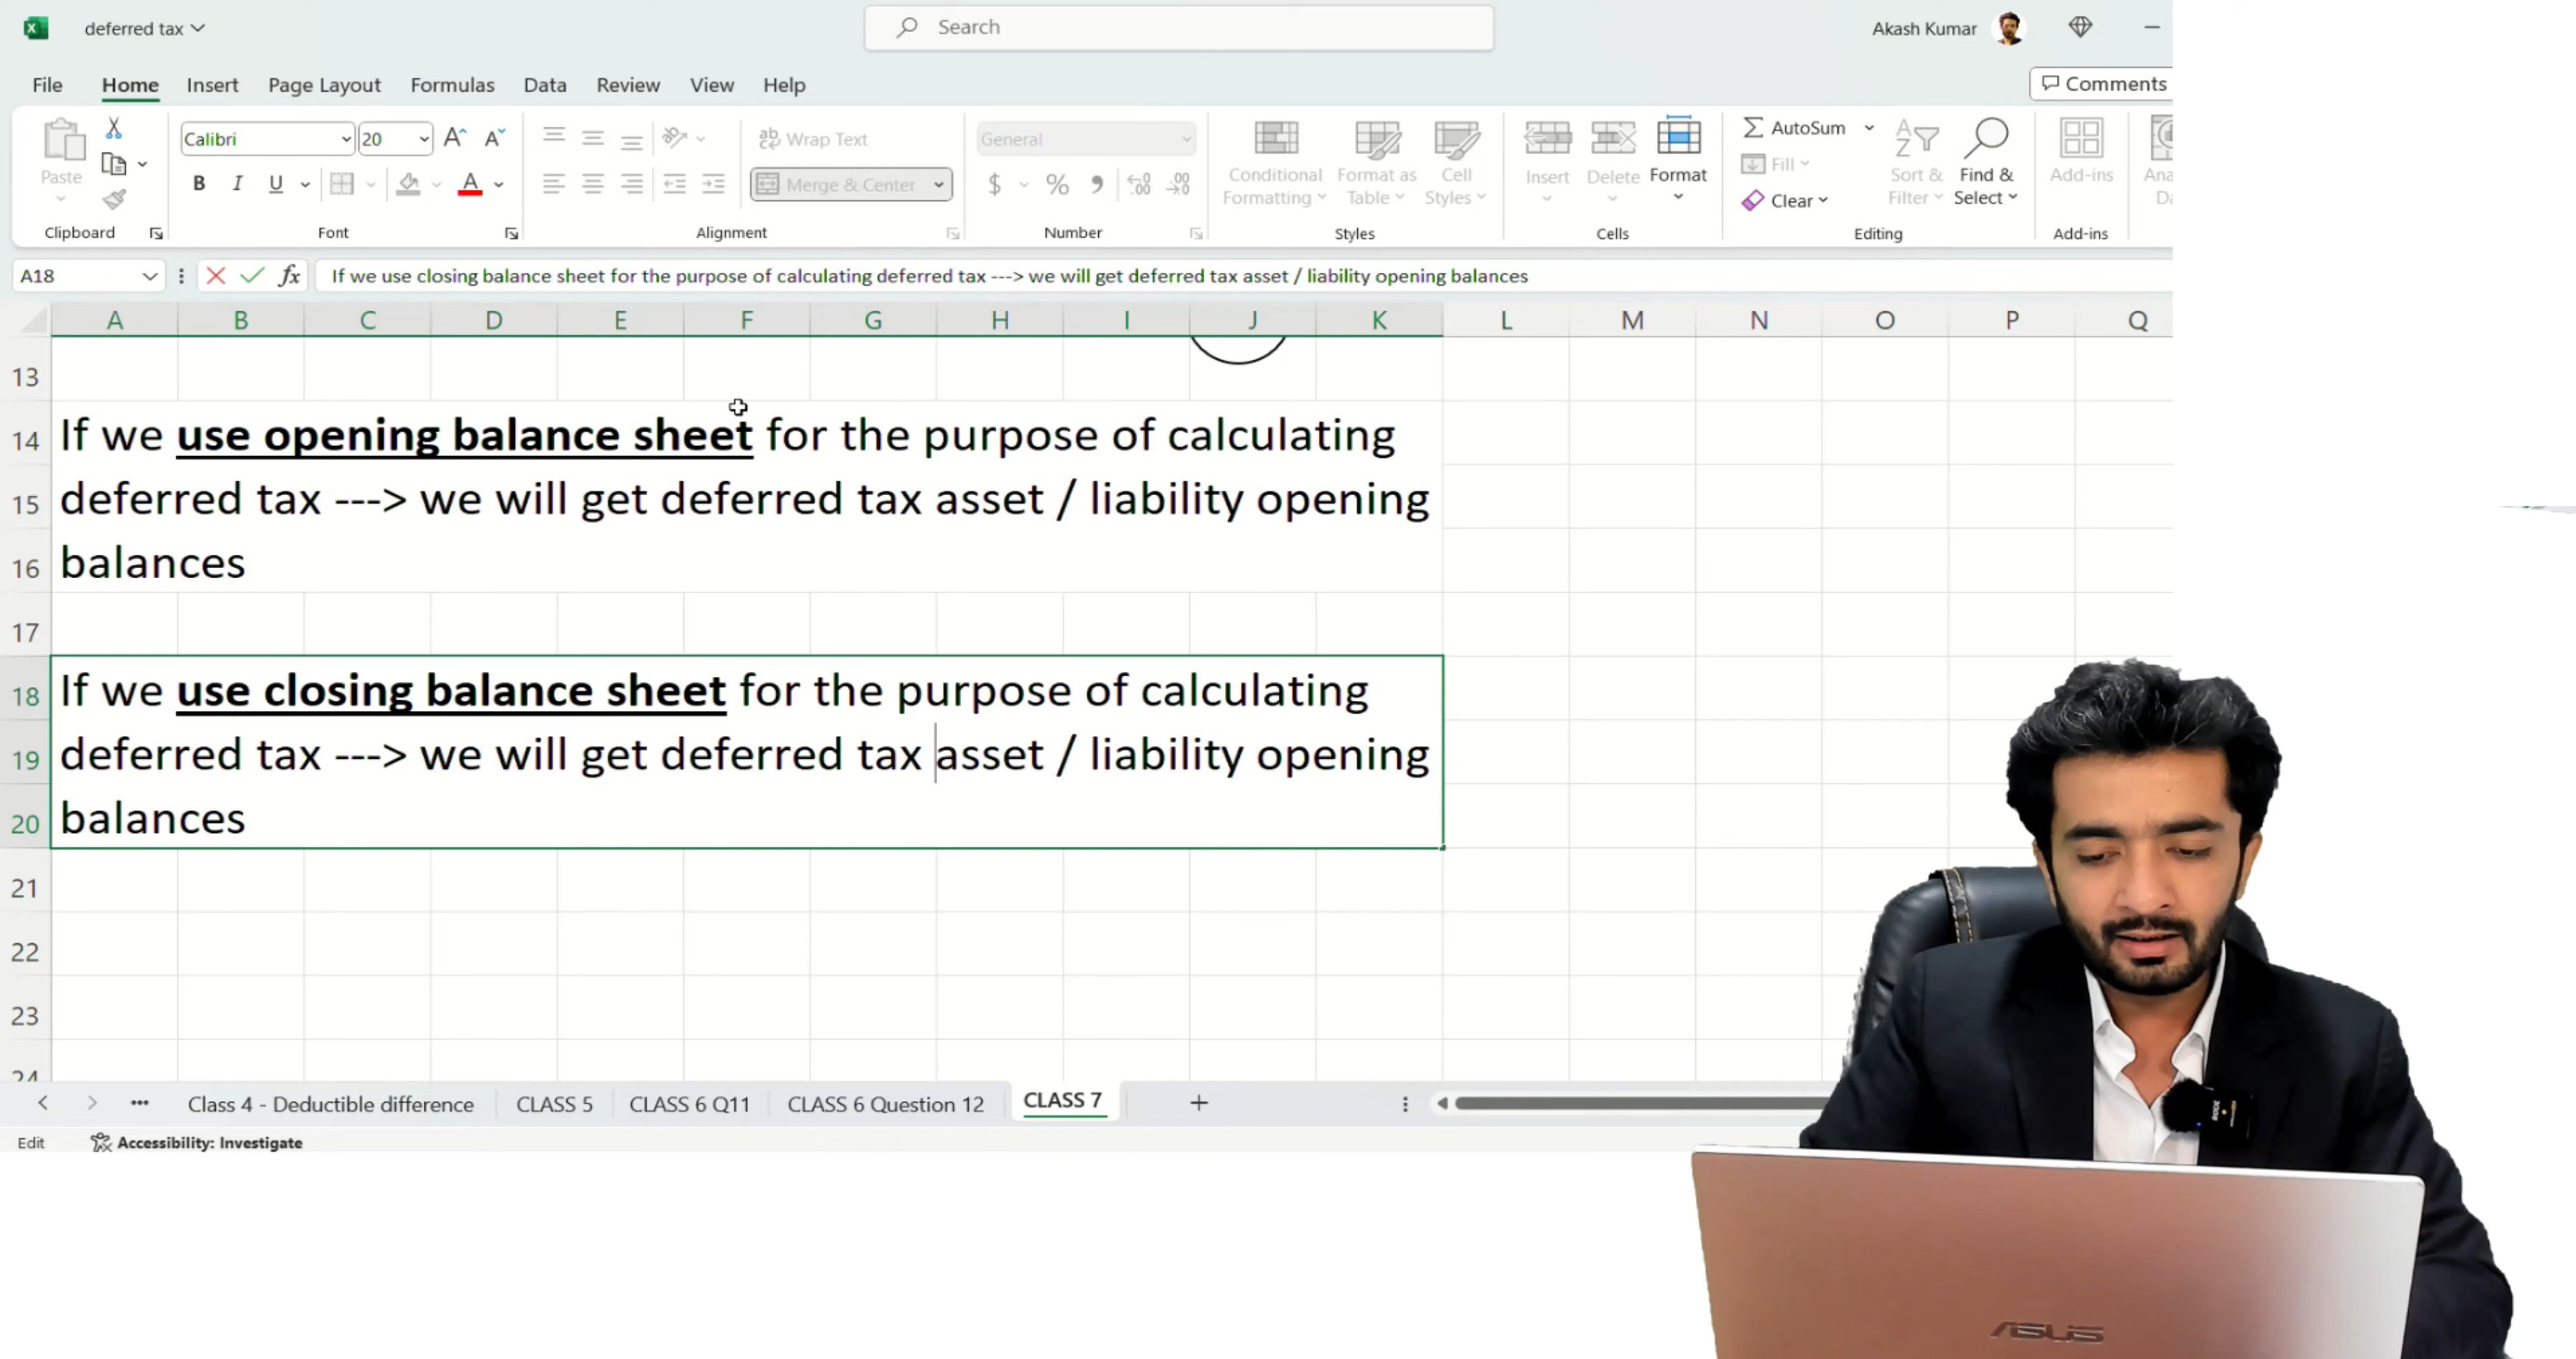 deferred tax
Search
Akash Kumar
File Home Insert Page Layout Formulas Data Review View Help
Comments
Paste
Calibri 20
Wrap Text
Merge & Center
General
Conditional Formatting
Format as Table
Cell Styles
Insert
Delete
Format
AutoSum
Fill
Clear
Sort & Filter
Find & Select
Add-ins
Clipboard Font Alignment Number Styles Cells Editing Add-ins
A18 If we use closing balance sheet for the purpose of calculating deferred tax ---> we will get deferred tax asset / liability opening balances
A B C D E F G H I J K L M N O P Q
13
14 If we use opening balance sheet for the purpose of calculating
15 deferred tax ---> we will get deferred tax asset / liability opening
16 balances
17
18 If we use closing balance sheet for the purpose of calculating
19 deferred tax ---> we will get deferred tax asset / liability opening
20 balances
21
22
23
24
Class 4 - Deductible difference CLASS 5 CLASS 6 Q11 CLASS 6 Question 12 CLASS 7
Edit Accessibility: Investigate
RODE
ASUS